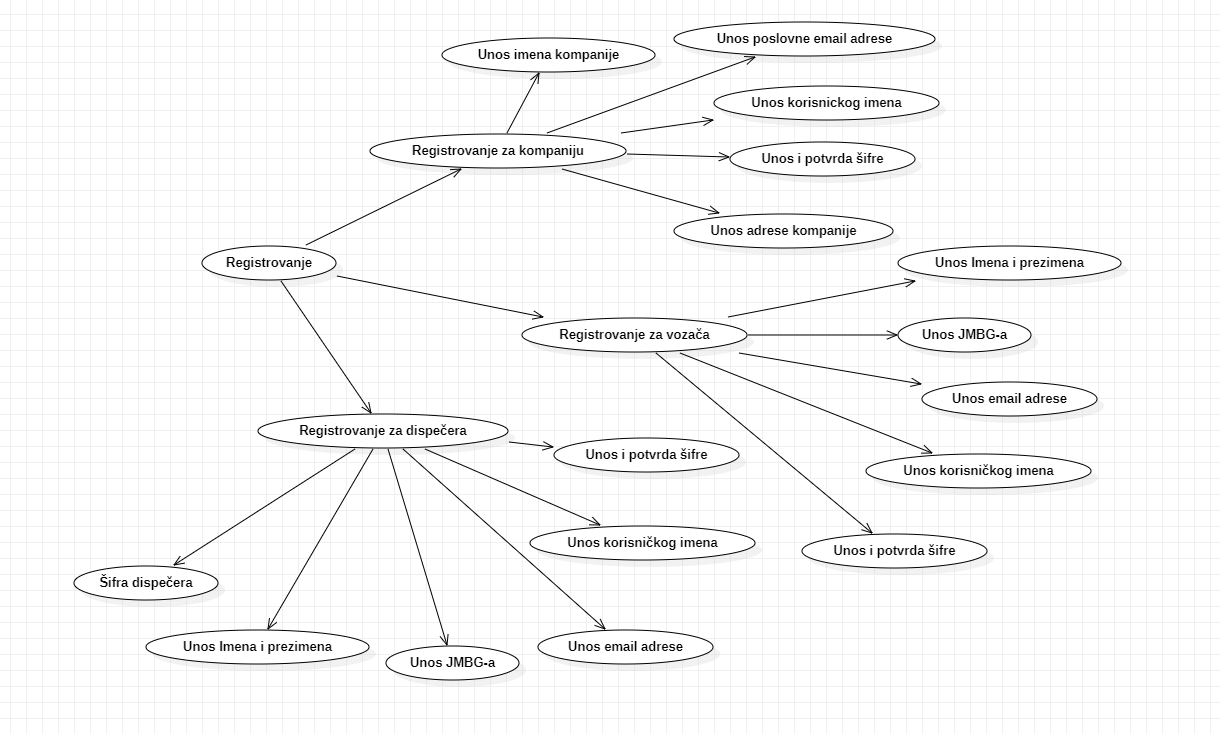 Unos poslovne email adrese
Unos imena kompanije
Unos korisnickog imena
Registrovanje za kompaniju
Unos i potvrda šifre
Unos adrese kompanije
Registrovanje
Unos Imena i prezimena
Registrovanje za vozača
Unos JMBG-a
Unos email adrese
Registrovanje za dispečera
Unos i potvrda šifre
Unos korisničkog imena
Unos korisničkog imena
Unos i potvrda šifre
Šifra dispečera
Unos Imena i prezimena
Unos JMBG-a
Unos email adrese